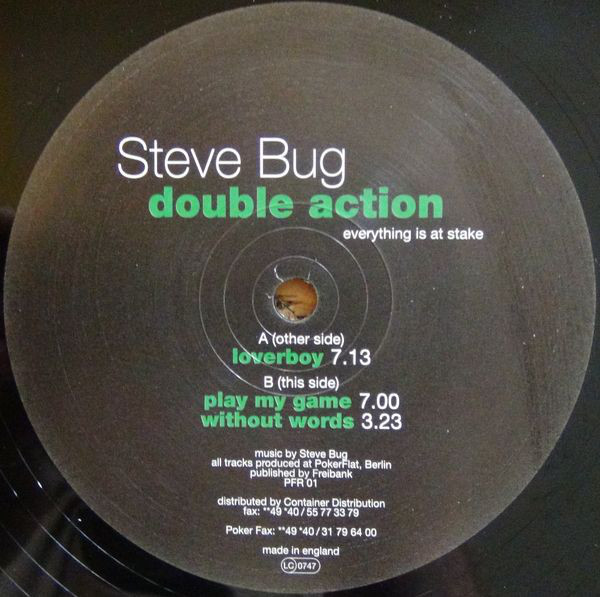 Steve Bug
double action
everything is at stake
A (other side)
loverboy 7.13
B (this side)
play my game 7.00
without words 3.23
music by Steve Bug
all tracks produced at PokerFlat, Berlin
published by Freibank
PFR 01
distributed by Container Distribution
fax: **49 *40 / 55 77 33 79
Poker Fax: **49 *40 / 31 79 64 00
made in england
LC 0747